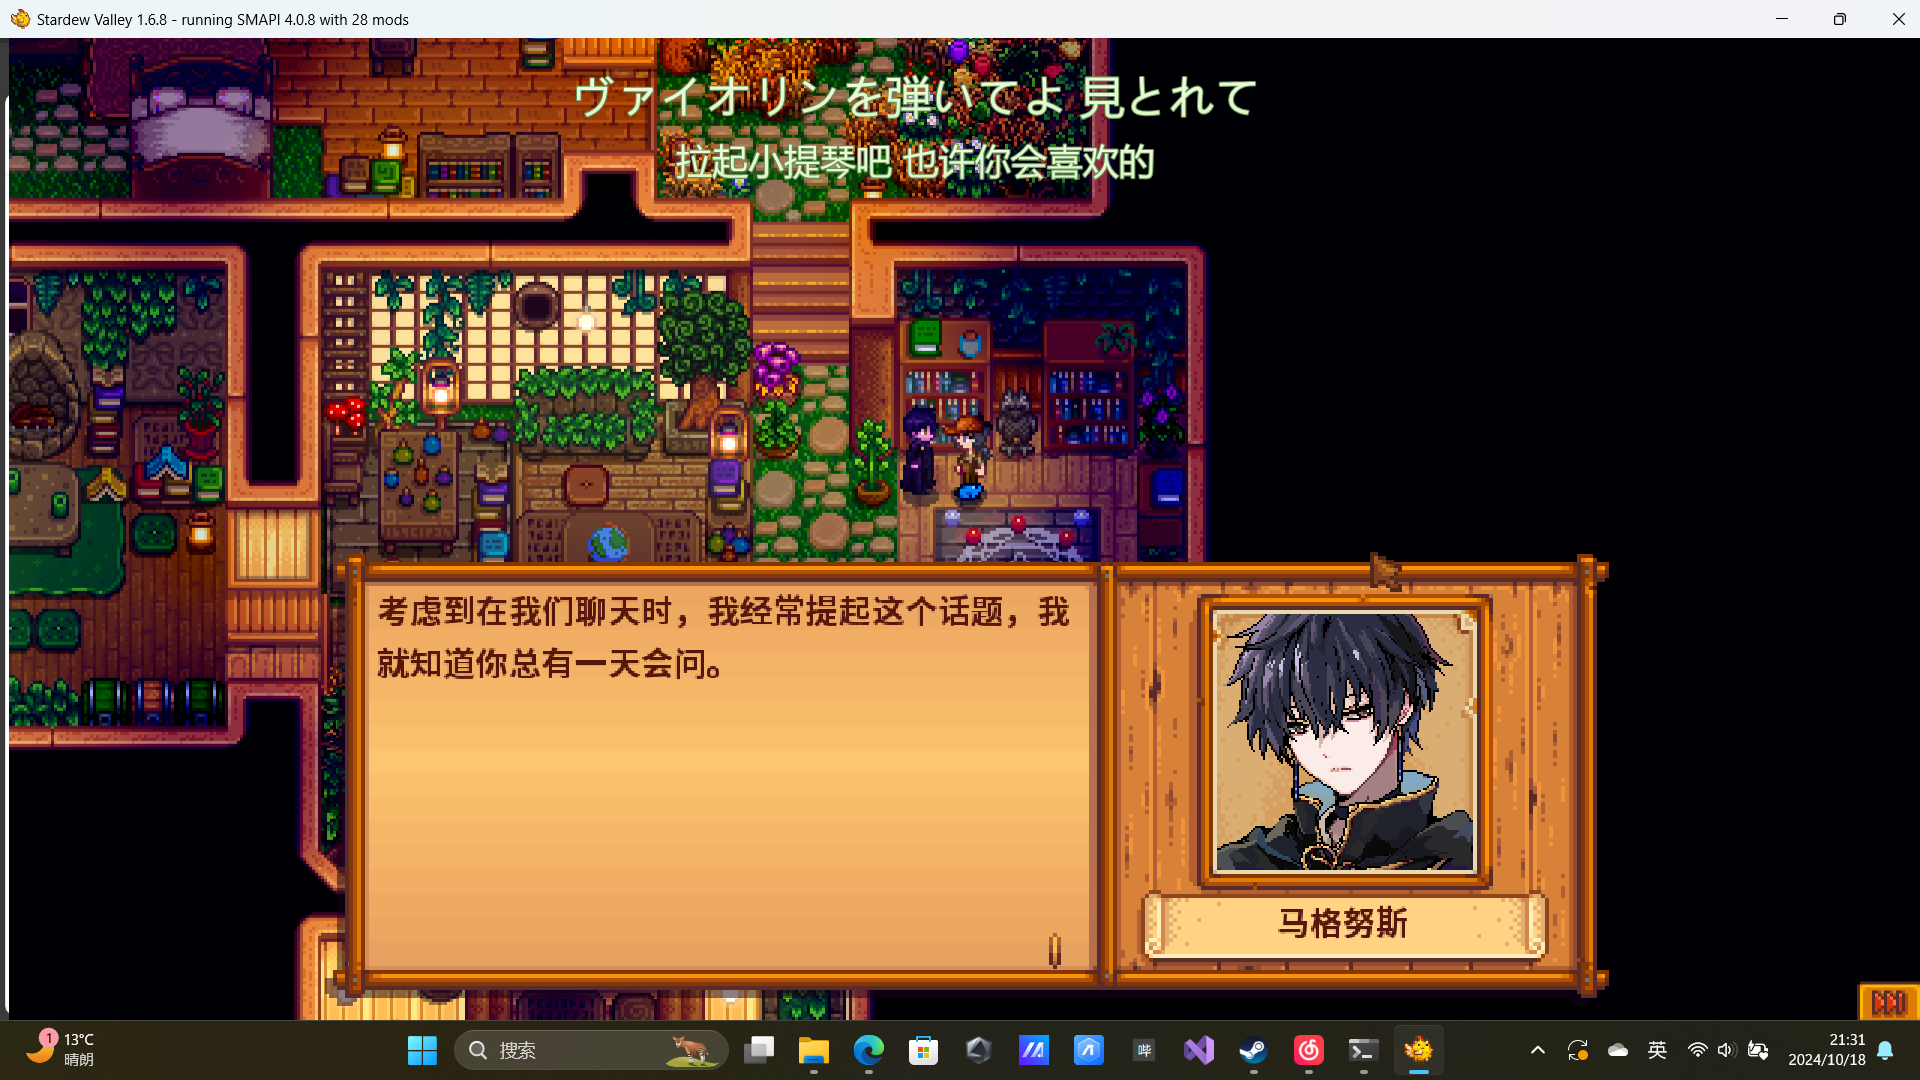 Stardew Valley 1.6.8 - running SMAPI 4.0.8 with 28 mods
ヴァイオリンを弾いてよ 見とれて
拉起小提琴吧 也许你会喜欢的
考虑到在我们聊天时，我经常提起这个话题，我
就知道你总有一天会问。
马格努斯
1
13°C
晴朗
搜索
哔
英
21:31
2024/10/18